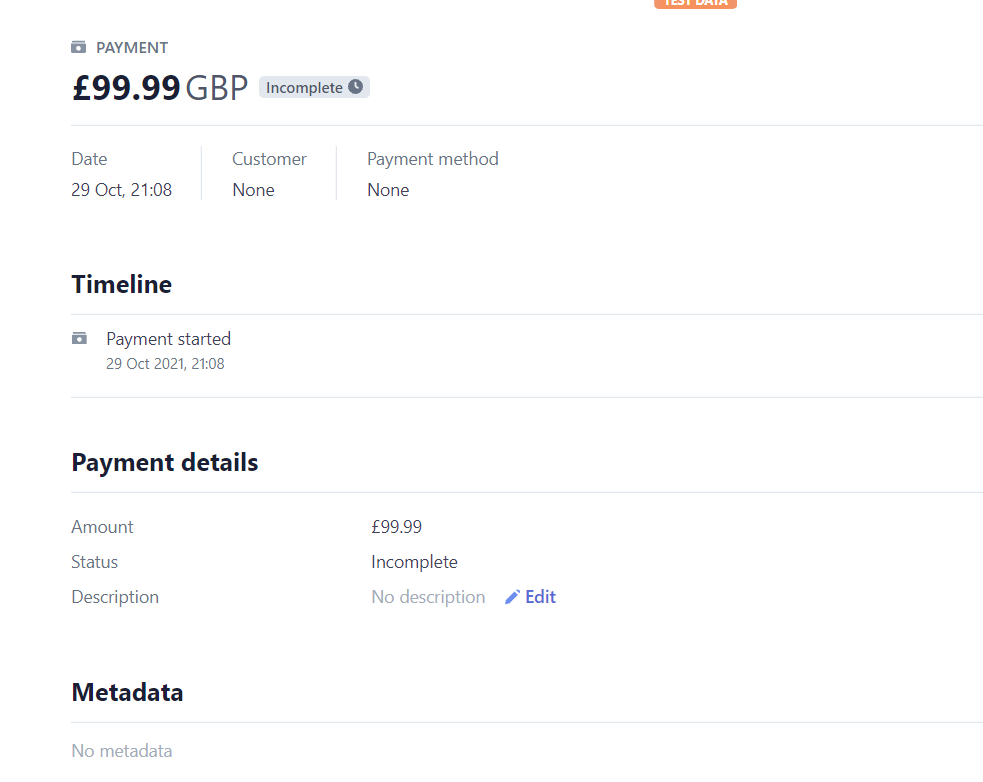 TEST DATA
PAYMENT
£99.99 GBP Incomplete
Date Customer Payment method
29 Oct, 21:08 None None
Timeline
Payment started
29 Oct 2021, 21:08
Payment details
Amount £99.99
Status Incomplete
Description No description Edit
Metadata
No metadata